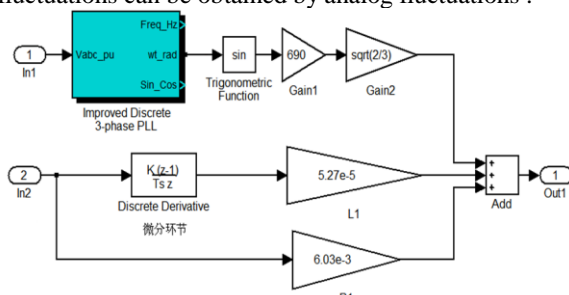 fluctuations can be obtained by analog fluctuations .
Freq_Hz
1
In1
Vabc_pu
wt_rad
Sin_Cos
Improved Discrete
3-phase PLL
sin
Trigonometric
Function
690
Gain1
sqrt(2/3)
Gain2
2
In2
K (z-1)
Ts z
Discrete Derivative
微分环节
5.27e-5
L1
6.03e-3
+
+
+
Add
1
Out1